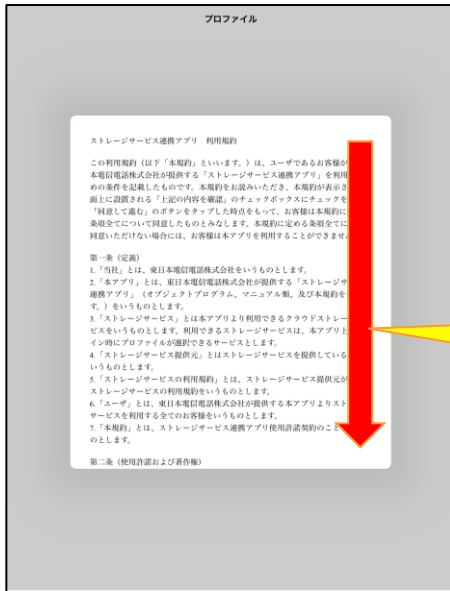 プロファイル
ストレージサービス連携アプリ 利用規約
この利用規約（以下「本規約」といいます。）は、ユーザであるお客様が
本電信電話株式会社が提供する「ストレージサービス連携アプリ」を利用
めの条件を記載したものです。本規約をお読みいただき、本規約が表示さ
面上に設置される「上記の内容を確認」のチェックボックスにチェックを
「同意して進む」のボタンをタップした時点をもって、お客様は本規約に
条項全てについて同意したものとみなします。本規約に定める条項全てに
同意いただけない場合には、お客様は本アプリを利用することができませ
第一条（定義）
1.「当社」とは、東日本電信電話株式会社をいうものとします。
2.「本アプリ」とは、東日本電信電話株式会社が提供する「ストレージサ
連携アプリ」（オブジェクトプログラム、マニュアル類、及び本規約を
す。）をいうものとします。
3.「ストレージサービス」とは本アプリより利用できるクラウドストレー
ビスをいうものとします。利用できるストレージサービスは、本アプリ上
イン時にプロファイルが選択できるサービスとします。
4.「ストレージサービス提供元」とはストレージサービスを提供している
いうものとします。
5.「ストレージサービスの利用規約」とは、ストレージサービス提供元が
ストレージサービスの利用規約をいうものとします。
6.「ユーザ」とは、東日本電信電話株式会社が提供する本アプリよりスト
サービスを利用する全てのお客様をいうものとします。
7.「本規約」とは、ストレージサービス連携アプリ使用許諾契約のこと
のとします。
第二条（使用許諾および著作権）